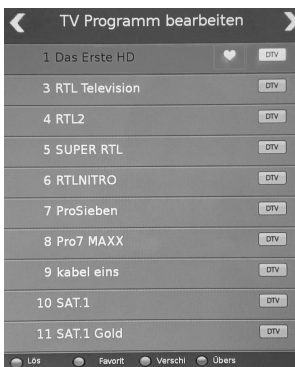 TV Programm bearbeiten
1 Das Erste HD DTV
3 RTL Television DTV
4 RTL2 DTV
5 SUPER RTL DTV
6 RTLNITRO DTV
7 ProSieben DTV
8 Pro7 MAXX DTV
9 kabel eins DTV
10 SAT.1 DTV
11 SAT.1 Gold DTV
Lös Favorit Verschi Übers